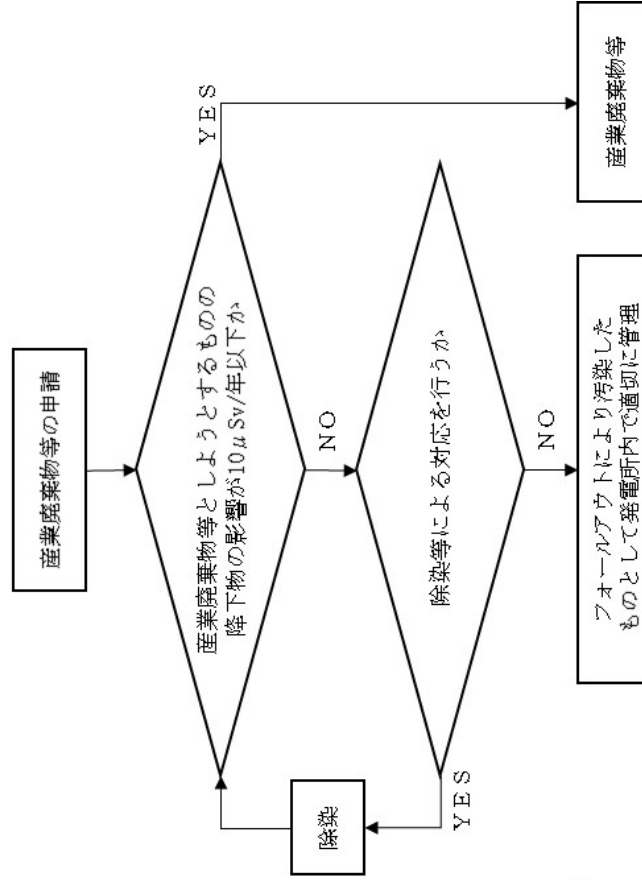 産業廃棄物等の申請
産業廃棄物等としようとするものの
降下物の影響が10μSv/年以下か
YES
NO
除染等による対応を行うか
除染
YES
NO
フォールアウトにより汚染した
ものとして発電所内で適切に管理
産業廃棄物等